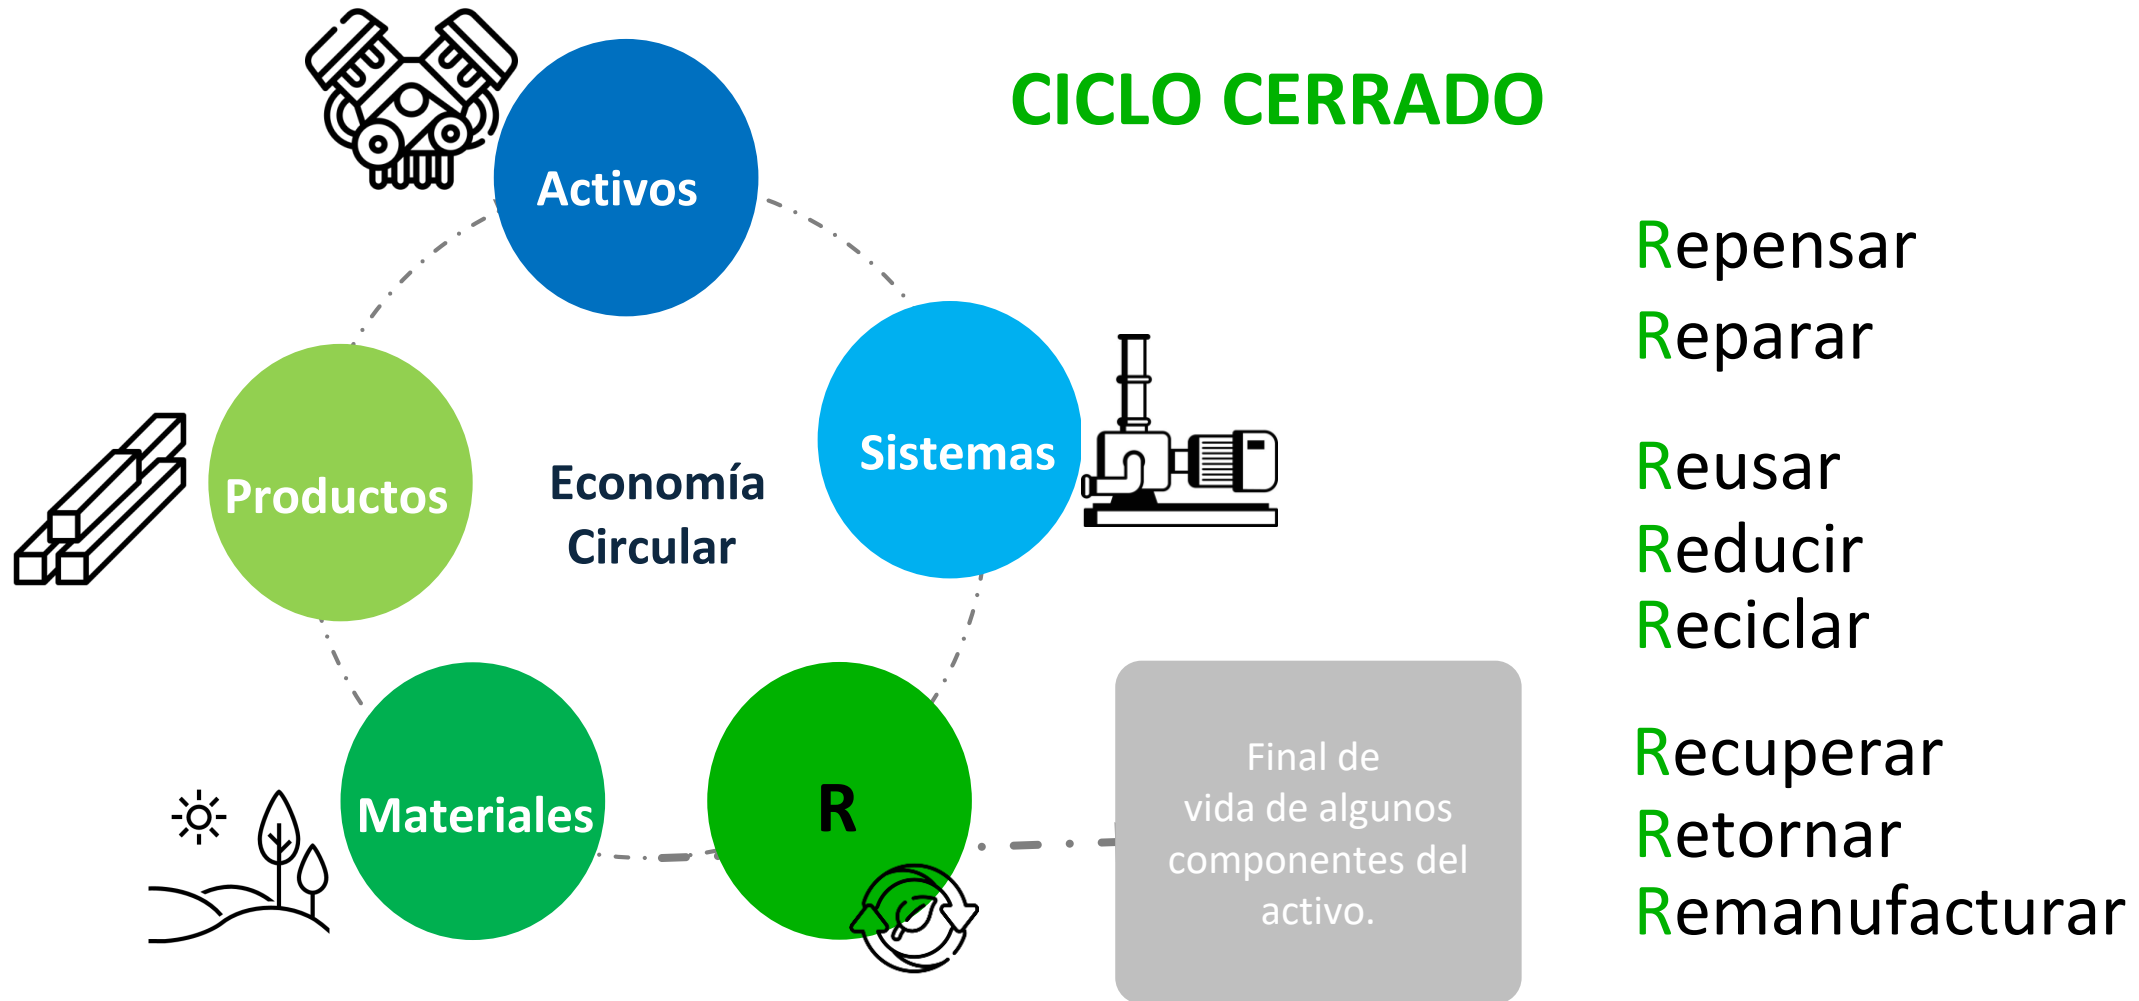 CICLO CERRADO
Activos
Sistemas
Productos
Economía
Circular
Materiales
R
Final de
vida de algunos
componentes del
activo.
Repensar
Reparar
Reusar
Reducir
Reciclar
Recuperar
Retornar
Remanufacturar